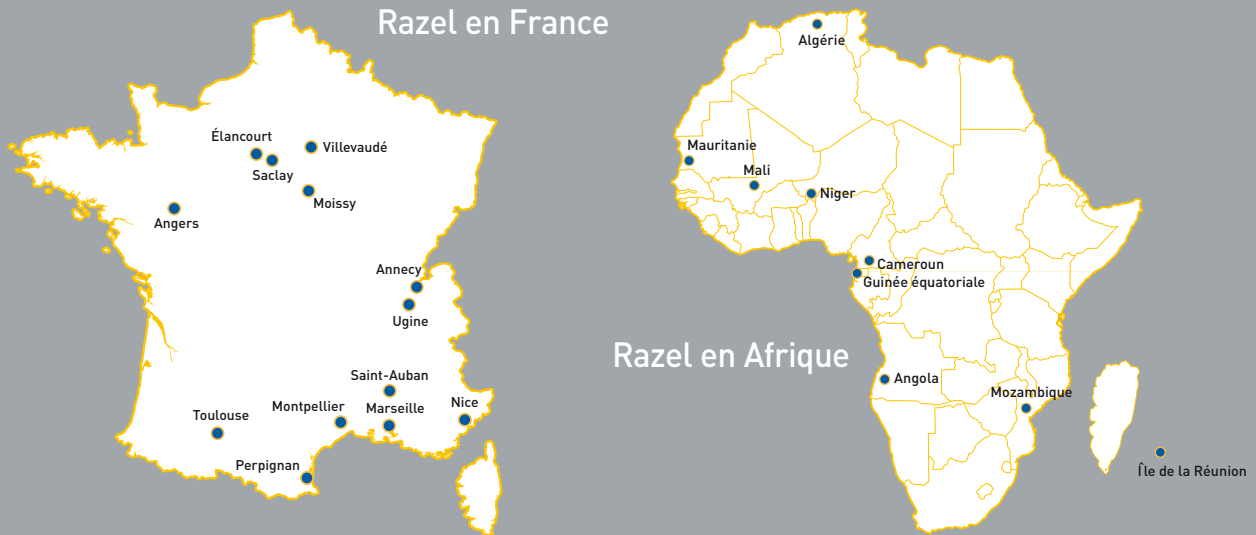 Razel en France
Élancourt
Villevaudé
Saclay
Moissy
Angers
Annecy
Ugine
Saint-Auban
Toulouse
Montpellier
Marseille
Nice
Perpignan
Razel en Afrique
Algérie
Mauritanie
Mali
Niger
Cameroun
Guinée équatoriale
Angola
Mozambique
Île de la Réunion